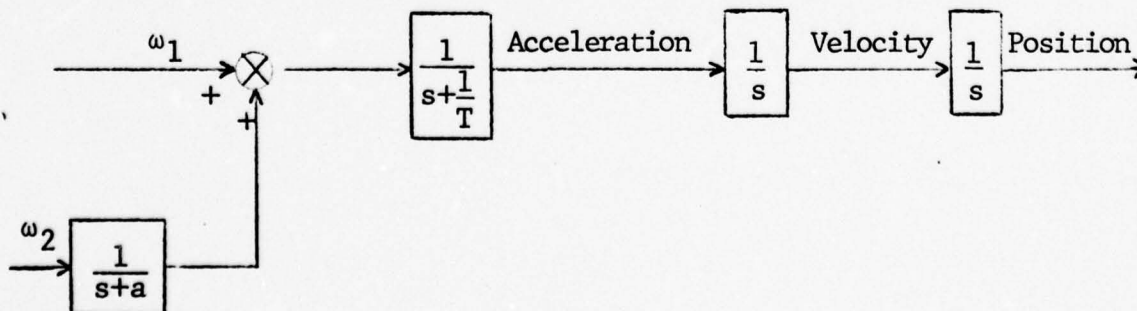 ω1
+
+
1
s+1/T
Acceleration
1
s
Velocity
1
s
Position
ω2
1
s+a